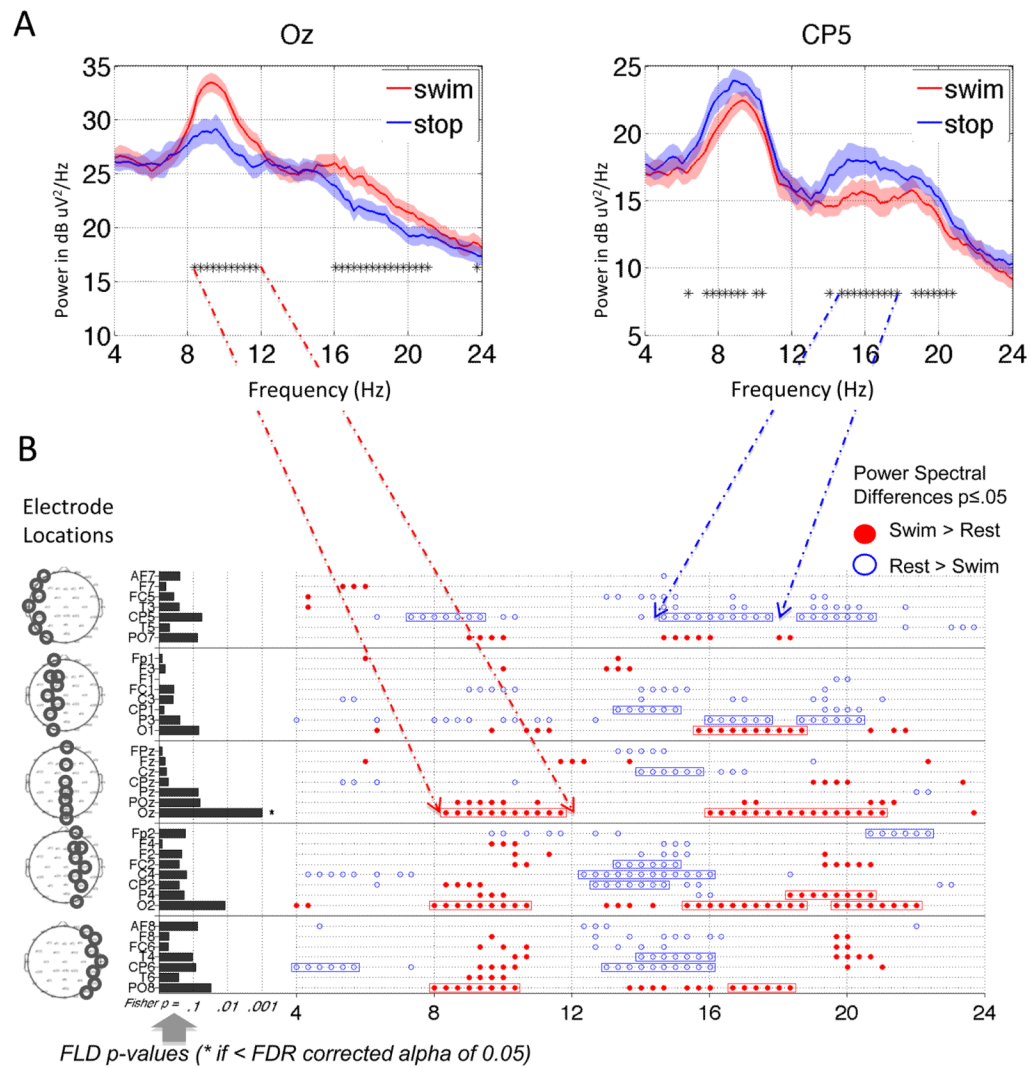 A
Oz
CP5
35
30
25
20
15
10
swim
stop
Power in dB uV²/Hz
4
8
12
16
20
24
Frequency (Hz)
25
20
15
10
5
swim
stop
Power in dB uV²/Hz
4
8
12
16
20
24
Frequency (Hz)
B
Electrode
Locations
Power Spectral
Differences p≤.05
Swim > Rest
Rest > Swim
AF7
F7
FC5
T3
CP5
T5
PO7
Fp1
F3
F1
FC1
C3
CP1
P3
O1
FPz
Fz
Cz
CPz
Pz
POz
Oz
*
Fp2
F4
F2
FC2
C4
CP2
P4
O2
AF8
F8
FC6
T4
CP6
T6
PO8
Fisher p = .1 .01 .001
4 8 12 16 20 24
FLD p-values (* if < FDR corrected alpha of 0.05)